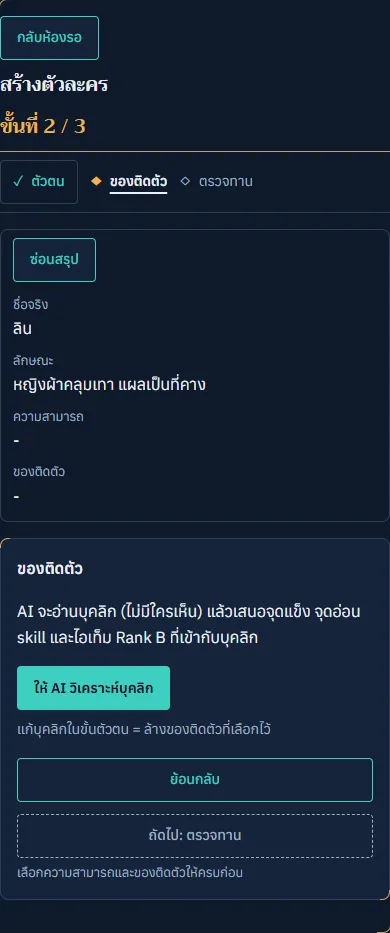 กลับห้องรอ
สร้างตัวละคร
ขั้นที่ 2 / 3
✓ ตัวตน ◆ ของติดตัว ◇ ตรวจทาน
ซ่อนสรุป
ชื่อจริง
ลิน
ลักษณะ
หญิงผ้าคลุมเทา แผลเป็นที่คาง
ความสามารถ
-
ของติดตัว
-
ของติดตัว
AI จะอ่านบุคลิก (ไม่มีใครเห็น) แล้วเสนอจุดแข็ง จุดอ่อน
skill และไอเท็ม Rank B ที่เข้ากับบุคลิก
ให้ AI วิเคราะห์บุคลิก
แก้บุคลิกในขั้นตัวตน = ล้างของติดตัวที่เลือกไว้
ย้อนกลับ
ถัดไป: ตรวจทาน
เลือกความสามารถและของติดตัวให้ครบก่อน